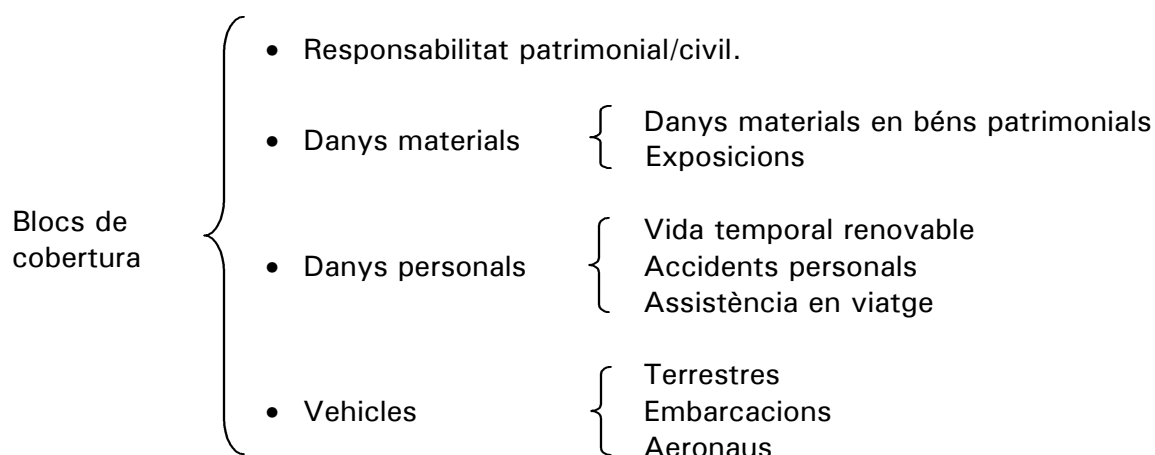 Blocs de
cobertura
• Responsabilitat patrimonial/civil.
• Danys materials
Danys materials en béns patrimonials
Exposicions
• Danys personals
Vida temporal renovable
Accidents personals
Assistència en viatge
• Vehicles
Terrestres
Embarcacions
Aeronaus